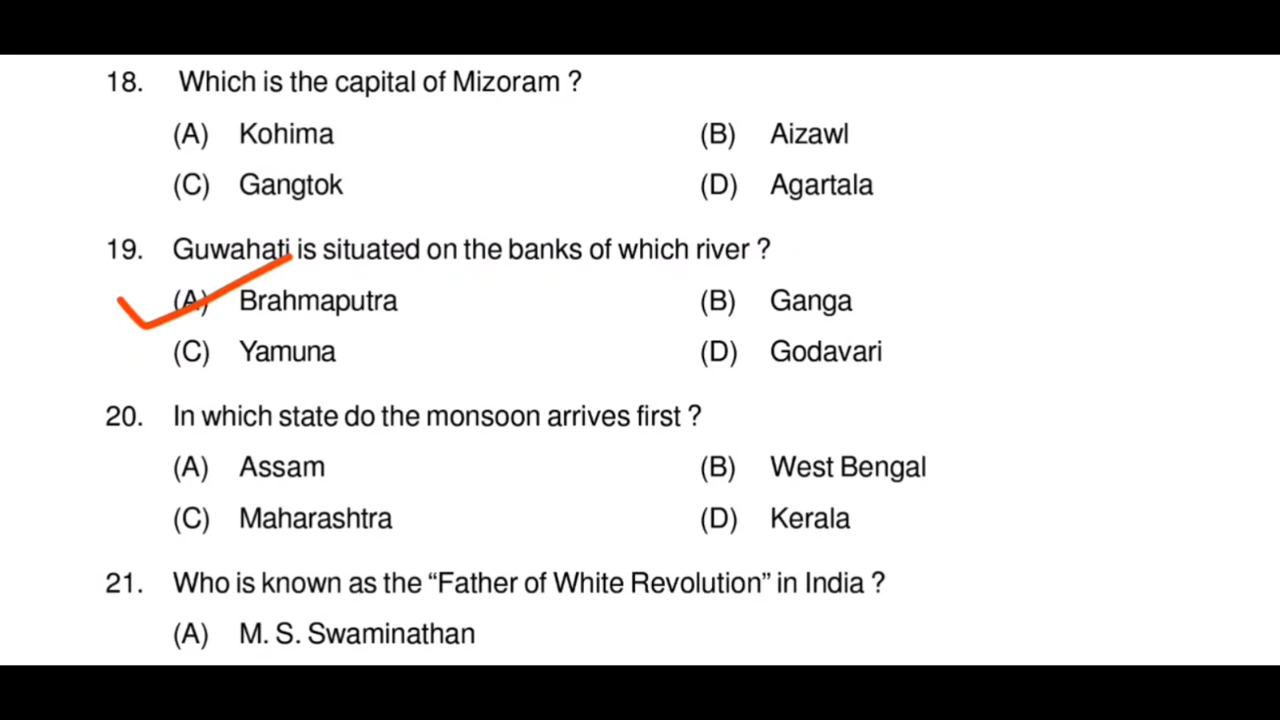 18. Which is the capital of Mizoram ?
(A) Kohima (B) Aizawl
(C) Gangtok (D) Agartala
19. Guwahati is situated on the banks of which river ?
(A) Brahmaputra (B) Ganga
(C) Yamuna (D) Godavari
20. In which state do the monsoon arrives first ?
(A) Assam (B) West Bengal
(C) Maharashtra (D) Kerala
21. Who is known as the “Father of White Revolution” in India ?
(A) M. S. Swaminathan